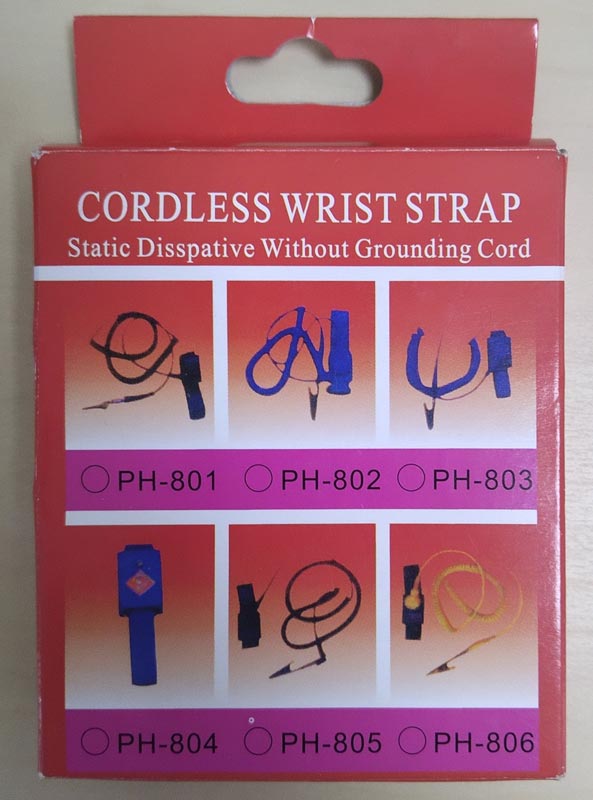 CORDLESS WRIST STRAP
Static Disspative Without Grounding Cord
PH-801 PH-802 PH-803
PH-804 PH-805 PH-806